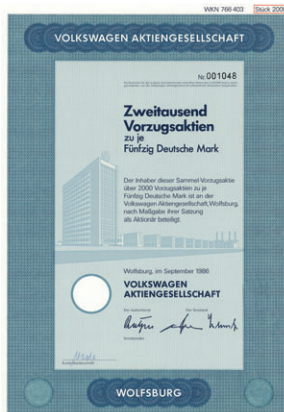 WKN 766 403
Stück 2000
VOLKSWAGEN AKTIENGESELLSCHAFT
Nr. 001048
Zweitausend
Vorzugsaktien
zu je
Fünfzig Deutsche Mark
Der Inhaber dieser Sammel-Vorzugsaktie
über 2000 Vorzugsaktien zu je
Fünfzig Deutsche Mark ist an der
Volkswagen Aktiengesellschaft, Wolfsburg,
nach Maßgabe ihrer Satzung
als Aktionär beteiligt.
Wolfsburg, im September 1986
VOLKSWAGEN
AKTIENGESELLSCHAFT
Der Aufsichtsrat
Der Vorstand
WOLFSBURG